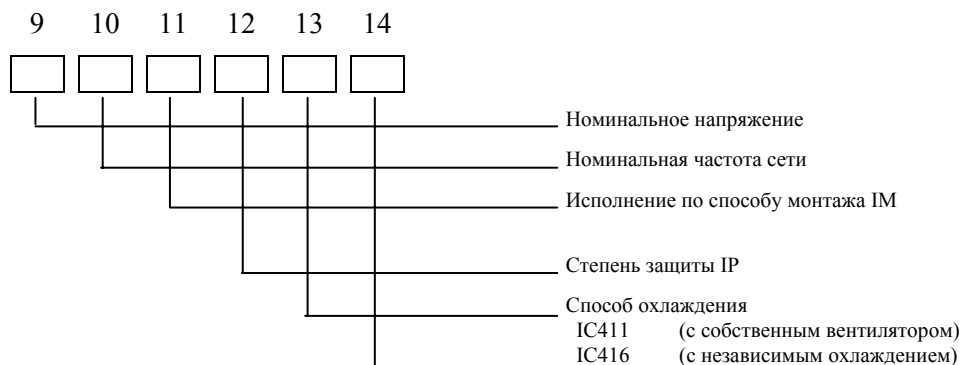 9 10 11 12 13 14
Номинальное напряжение
Номинальная частота сети
Исполнение по способу монтажа IM
Степень защиты IP
Способ охлаждения
IC411 (с собственным вентилятором)
IC416 (с независимым охлаждением)